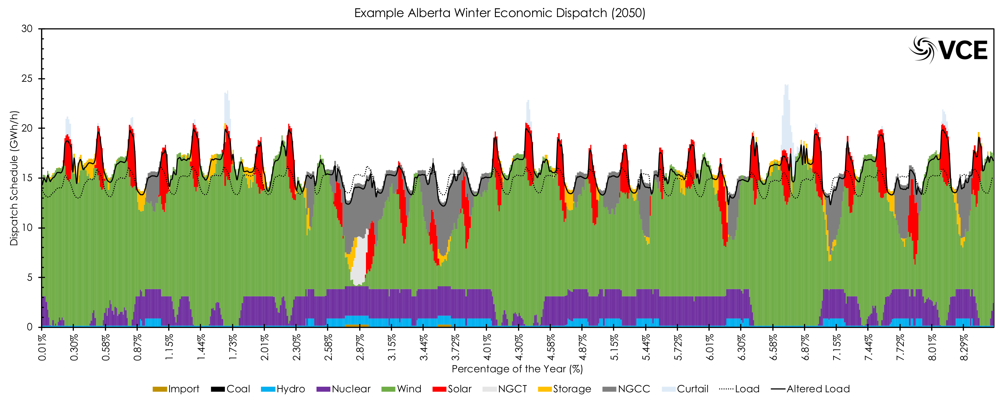 Example Alberta Winter Economic Dispatch (2050)
VCE
Dispatch Schedule (GWh/h)
30
25
20
15
10
5
0
0.01% 0.30% 0.58% 0.87% 1.15% 1.44% 1.73% 2.01% 2.30% 2.58% 2.87% 3.15% 3.44% 3.72% 4.01% 4.30% 4.58% 4.87% 5.15% 5.44% 5.72% 6.01% 6.30% 6.58% 6.87% 7.15% 7.44% 7.72% 8.01% 8.29%
Percentage of the Year (%)
Import Coal Hydro Nuclear Wind Solar NGCT Storage NGCC Curtail Load Altered Load